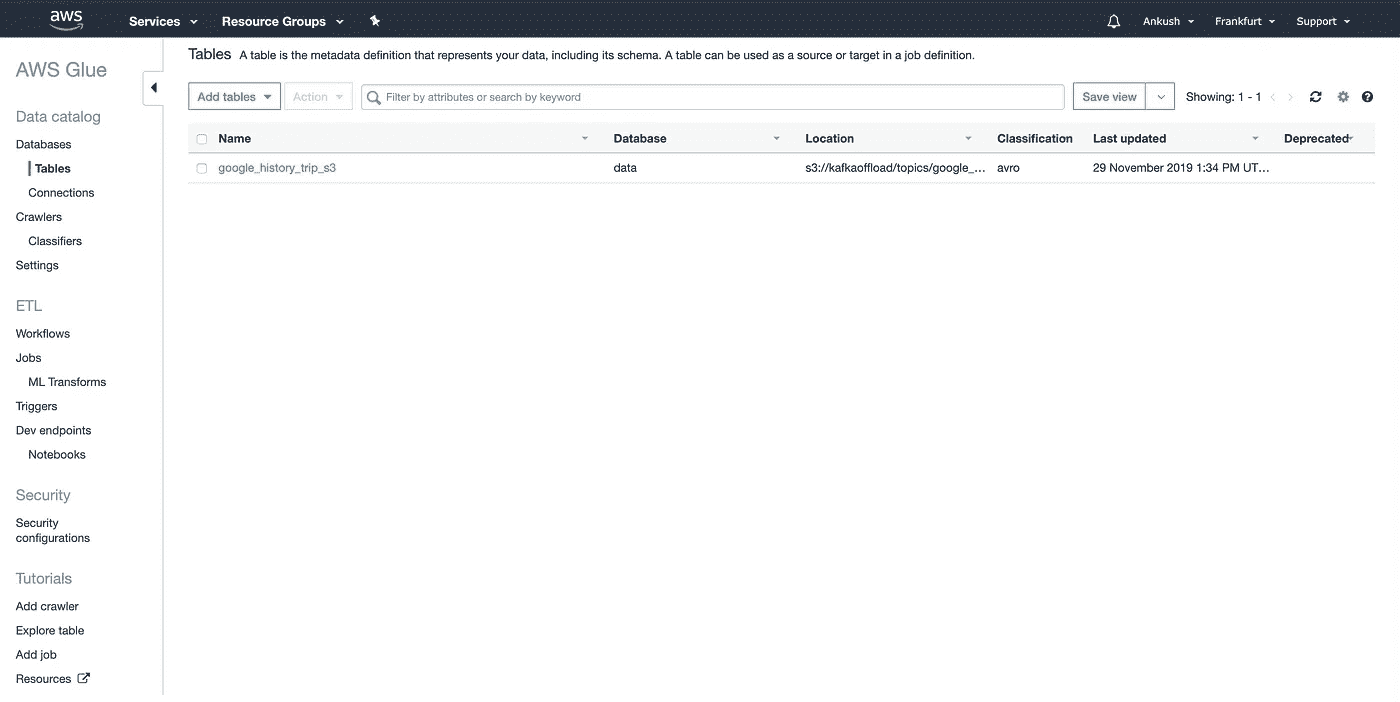 aws Services Resource Groups Ankush Frankfurt Support
AWS Glue
Data catalog
Databases
Tables
Connections
Crawlers
Classifiers
Settings
ETL
Workflows
Jobs
ML Transforms
Triggers
Dev endpoints
Notebooks
Security
Security
configurations
Tutorials
Add crawler
Explore table
Add job
Resources
Tables A table is the metadata definition that represents your data, including its schema. A table can be used as a source or target in a job definition.
Add tables Action Filter by attributes or search by keyword Save view Showing: 1 - 1
Name Database Location Classification Last updated Deprecated
google_history_trip_s3 data s3://kafkaoffload/topics/google_... avro 29 November 2019 1:34 PM UT...